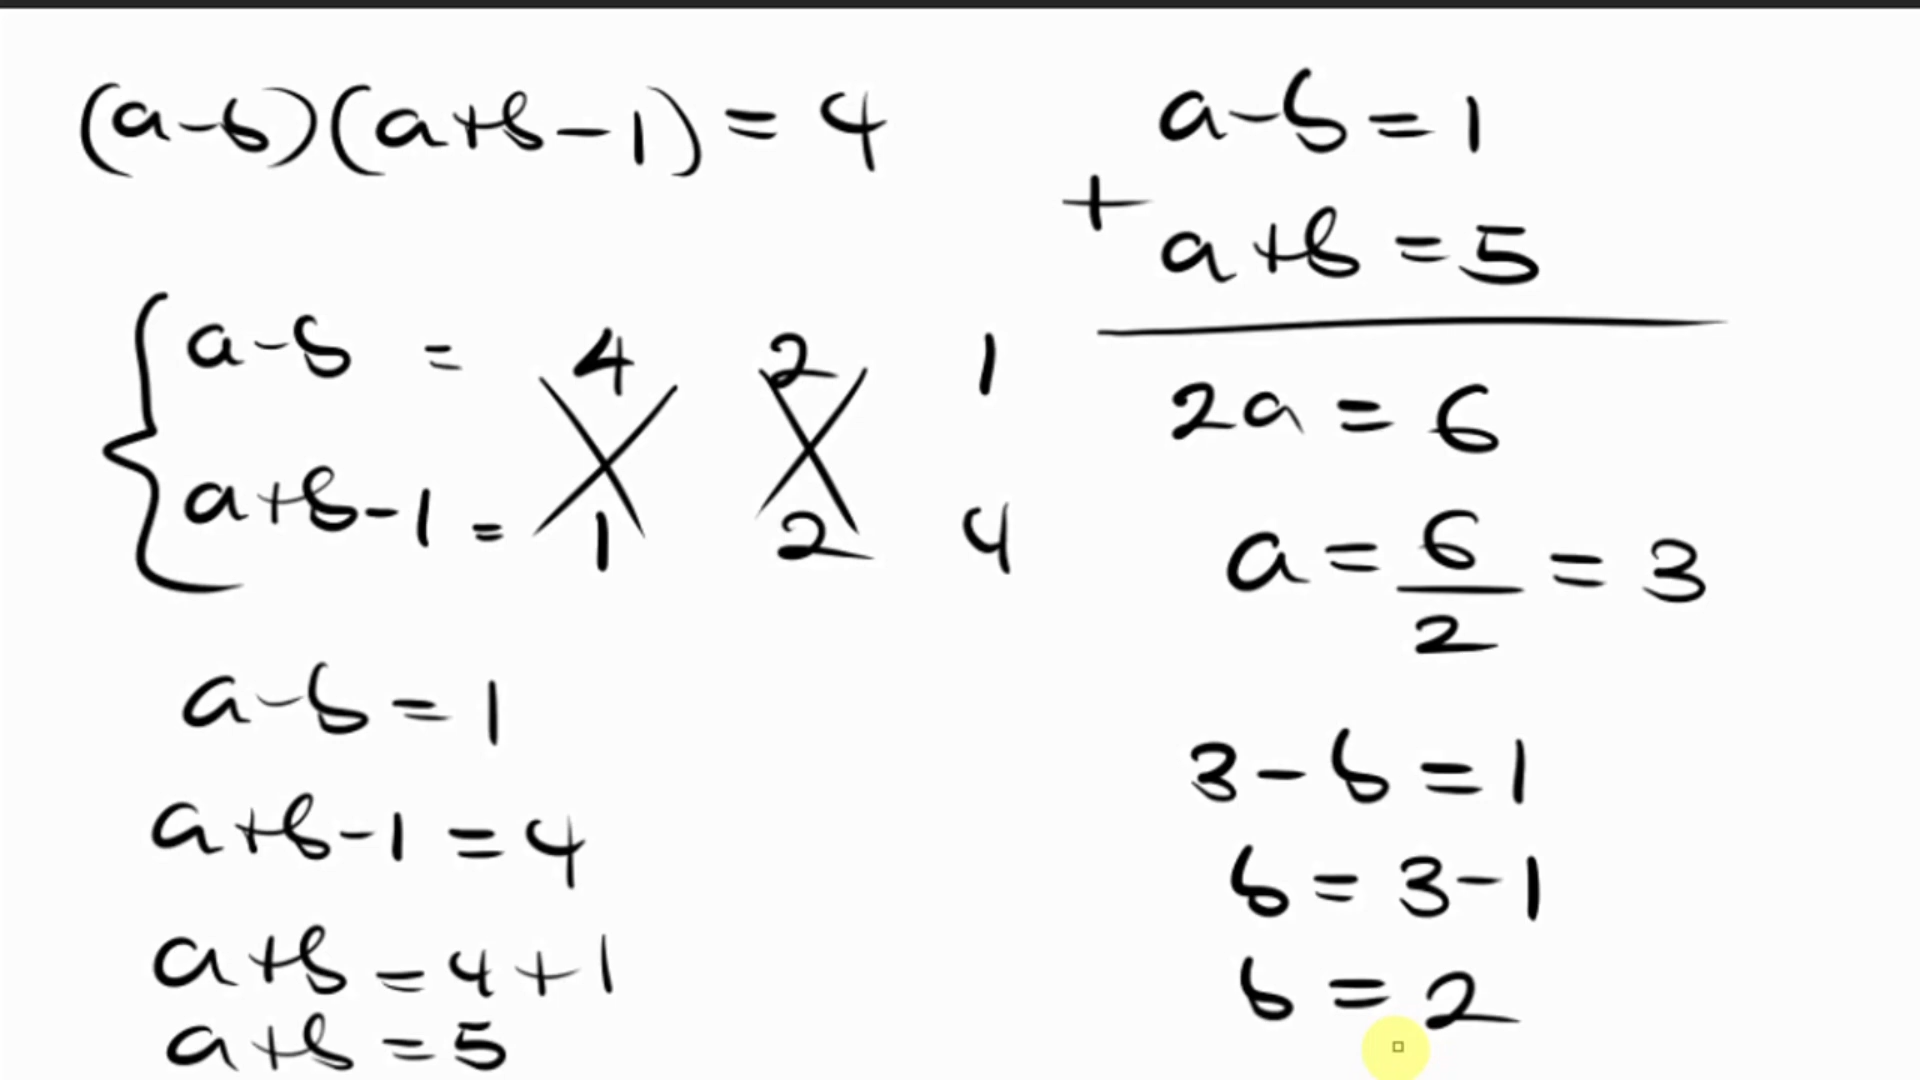 (a-b)(a+b-1) = 4
a-b = 4 2 1
a+b-1 = 1 2 4
a-b = 1
a+b-1 = 4
a+b = 4+1
a+b = 5
a-b = 1
+
a+b = 5
2a = 6
a = 6/2 = 3
3-b = 1
b = 3-1
b = 2